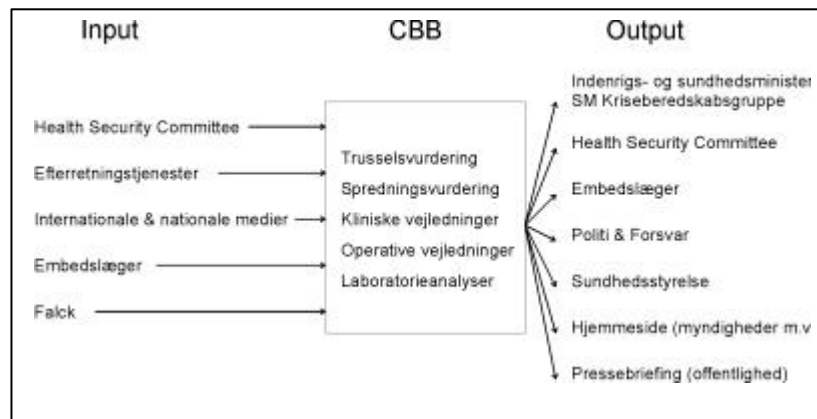 Input
CBB
Output
Health Security Committee
Efterretningstjenester
Internationale & nationale medier
Embedslæger
Falck
Trusselsvurdering
Spredningsvurdering
Kliniske vejledninger
Operative vejledninger
Laboratorieanalyser
Indenrigs- og sundhedsminister
SM Kriseberedskabsgruppe
Health Security Committee
Embedslæger
Politi & Forsvar
Sundhedsstyrelse
Hjemmeside (myndigheder m.v
Pressebriefing (offentlighed)